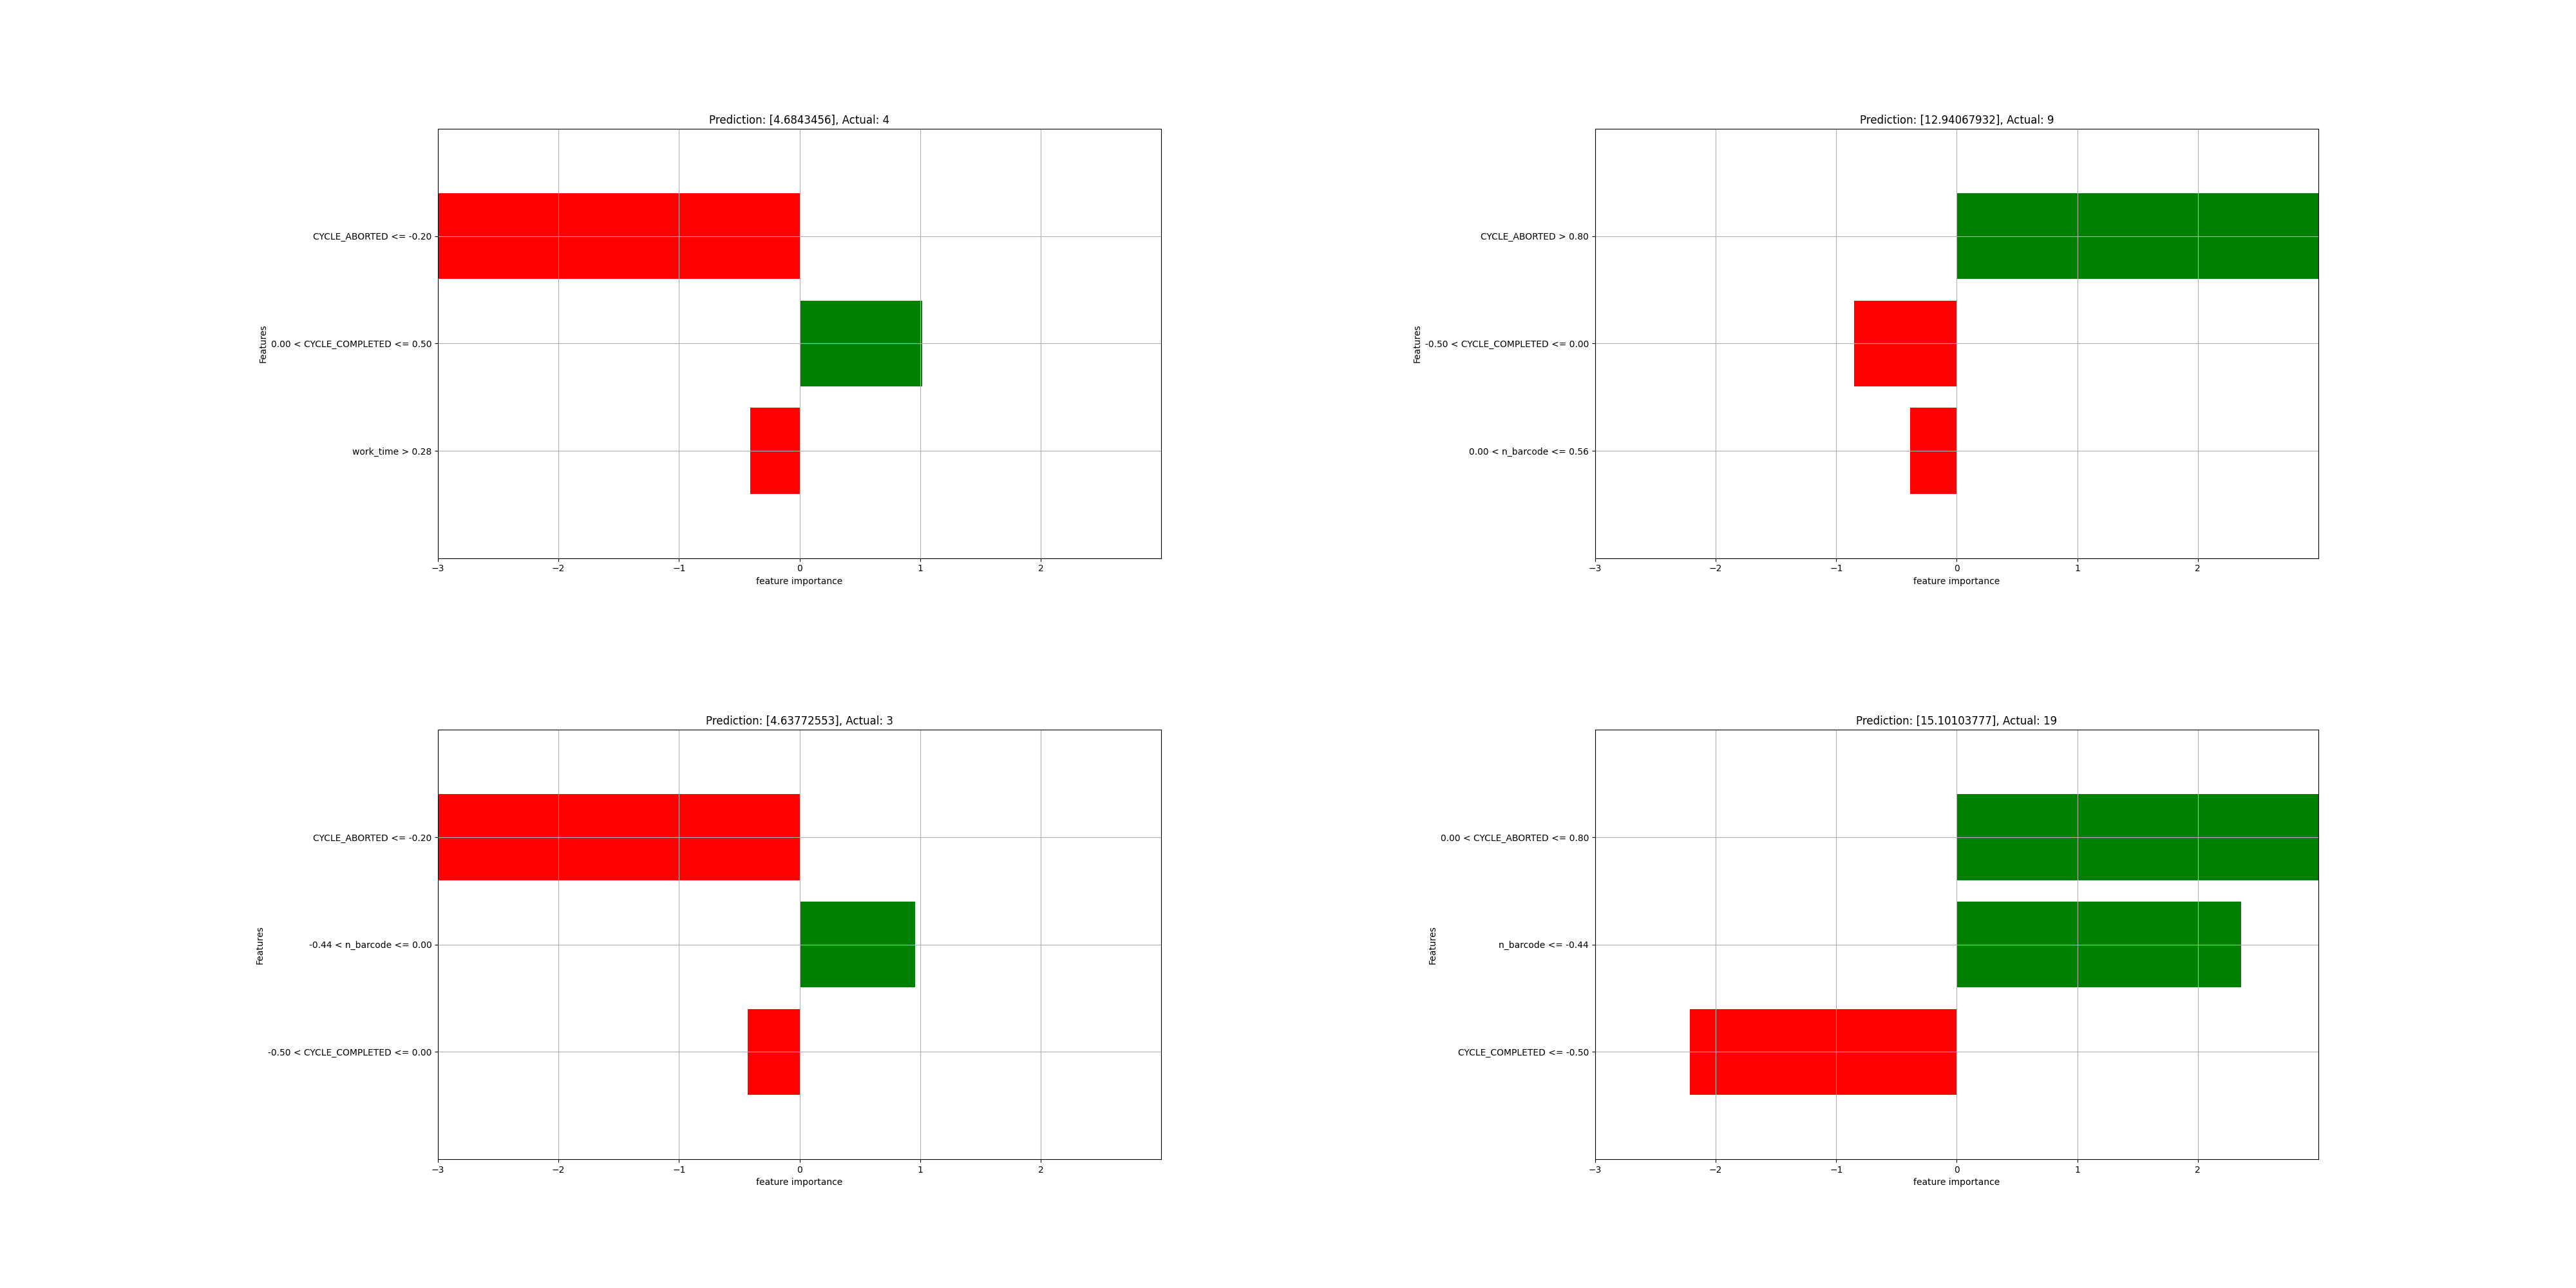 Prediction: [4.6843456], Actual: 4
CYCLE_ABORTED <= -0.20
0.00 < CYCLE_COMPLETED <= 0.50
work_time > 0.28
Features
−3 −2 −1 0 1 2
feature importance
Prediction: [12.94067932], Actual: 9
CYCLE_ABORTED > 0.80
-0.50 < CYCLE_COMPLETED <= 0.00
0.00 < n_barcode <= 0.56
Features
−3 −2 −1 0 1 2
feature importance
Prediction: [4.63772553], Actual: 3
CYCLE_ABORTED <= -0.20
-0.44 < n_barcode <= 0.00
-0.50 < CYCLE_COMPLETED <= 0.00
Features
−3 −2 −1 0 1 2
feature importance
Prediction: [15.10103777], Actual: 19
0.00 < CYCLE_ABORTED <= 0.80
n_barcode <= -0.44
CYCLE_COMPLETED <= -0.50
Features
−3 −2 −1 0 1 2
feature importance